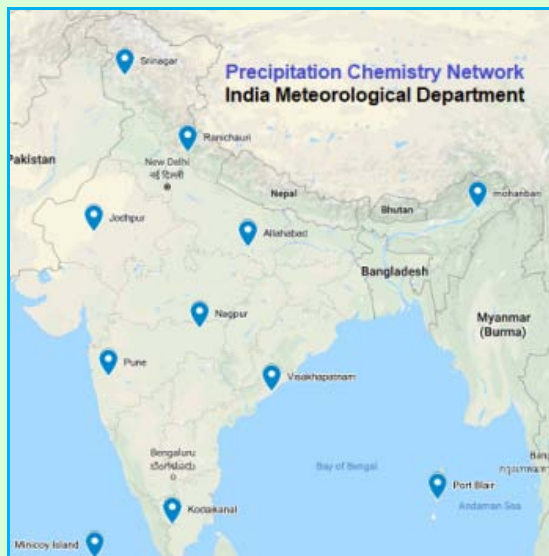 Srinagar
Precipitation Chemistry Network
India Meteorological Department
Ranichauri
Pakistan
New Delhi
नई दिल्ली
Nepal
Bhutan
mohanbari
Jodhpur
Allahabad
Bangladesh
Nagpur
Myanmar
(Burma)
Pune
Visakhapatnam
Bengaluru
ಬೆಂಗಳೂರು
Bay of Bengal
Port Blair
Andaman Sea
Kodaikanal
Minicoy Island